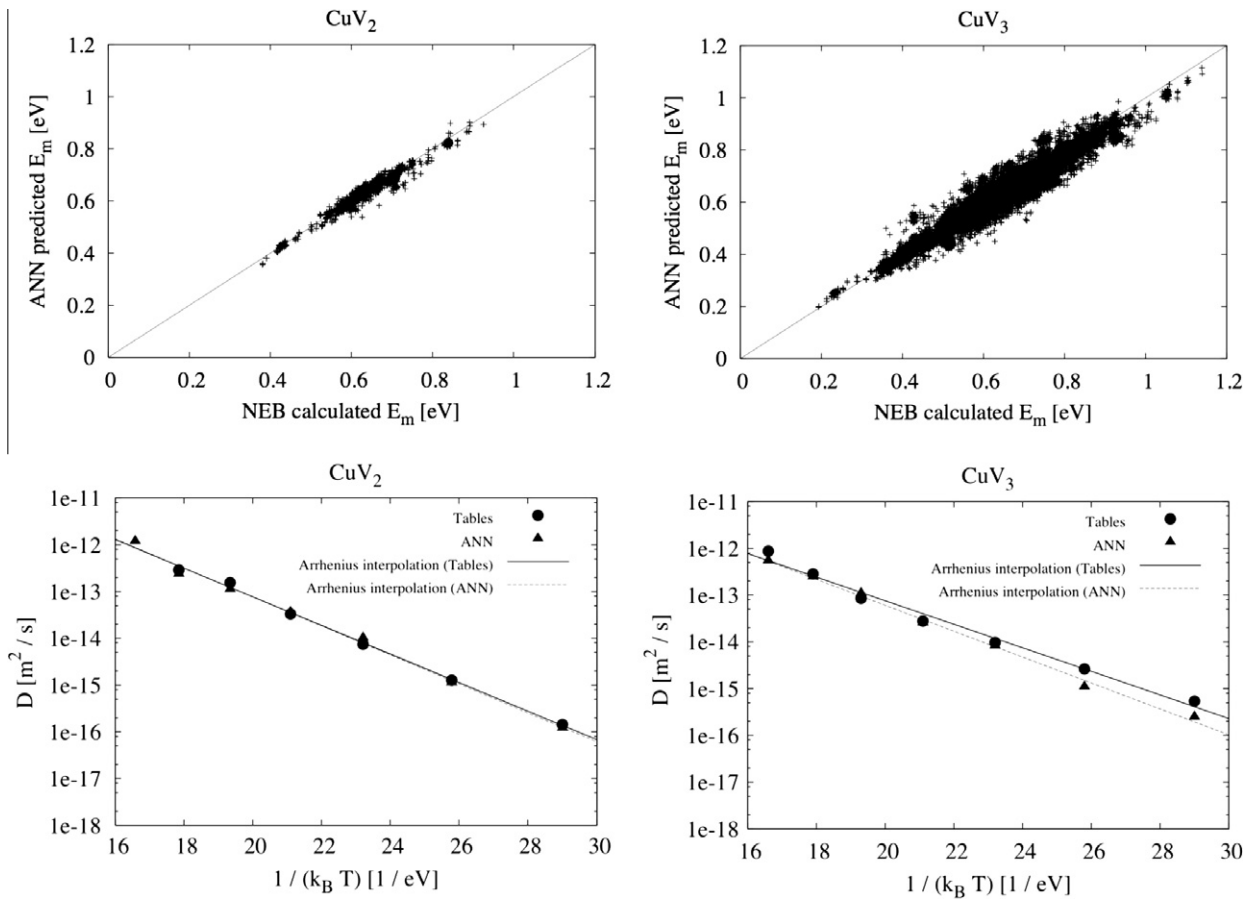 CuV2
1.2
1
0.8
0.6
0.4
0.2
0
ANN predicted Em [eV]
0 0.2 0.4 0.6 0.8 1 1.2
NEB calculated Em [eV]
CuV3
1.2
1
0.8
0.6
0.4
0.2
0
ANN predicted Em [eV]
0 0.2 0.4 0.6 0.8 1 1.2
NEB calculated Em [eV]
CuV2
1e-11
1e-12
1e-13
1e-14
1e-15
1e-16
1e-17
1e-18
D [m2 / s]
Tables
ANN
Arrhenius interpolation (Tables)
Arrhenius interpolation (ANN)
16 18 20 22 24 26 28 30
1 / (kB T) [1 / eV]
CuV3
1e-11
1e-12
1e-13
1e-14
1e-15
1e-16
1e-17
1e-18
D [m2 / s]
Tables
ANN
Arrhenius interpolation (Tables)
Arrhenius interpolation (ANN)
16 18 20 22 24 26 28 30
1 / (kB T) [1 / eV]